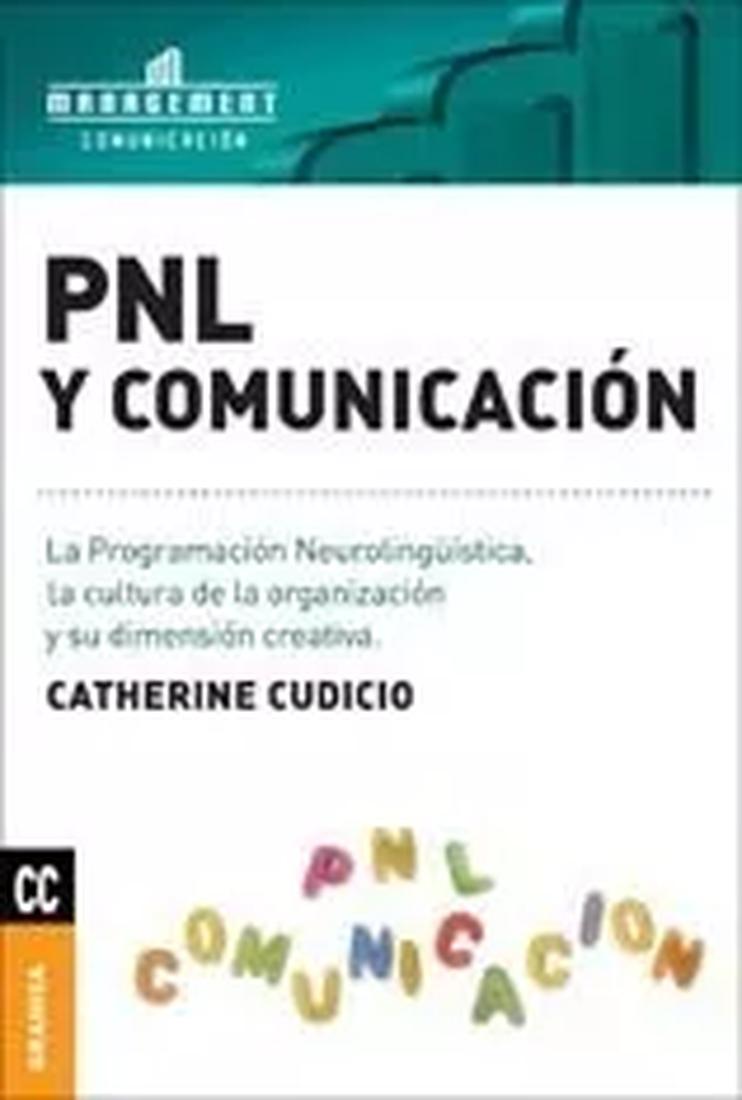 MANAGEMENT
COMUNICACIÓN
PNL
Y COMUNICACIÓN
La Programación Neurolingüística,
la cultura de la organización
y su dimensión creativa.
CATHERINE CUDICIO
PNL
COMUNICACION
CC
GRANICA